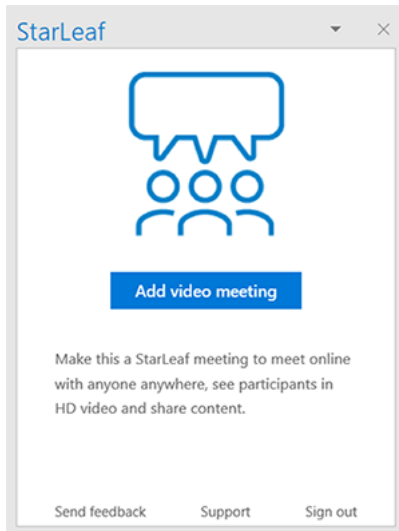 StarLeaf
Add video meeting
Make this a StarLeaf meeting to meet online
with anyone anywhere, see participants in
HD video and share content.
Send feedback Support Sign out